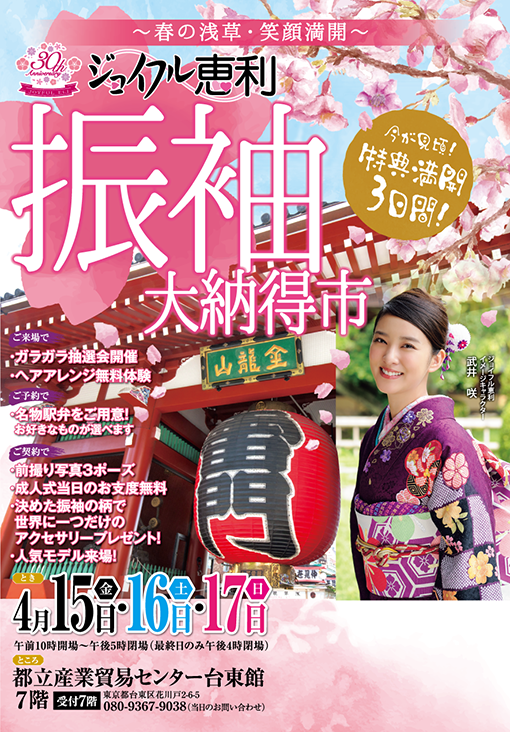 ～春の浅草・笑顔満開～
30th
Anniversary
JOYFUL ERI
ジョイフル恵利
振袖
大納得市
今が見頃!
特典満開
3日間!
ご来場で
・ガラガラ抽選会開催
・ヘアアレンジ無料体験
ご予約で
・名物駅弁をご用意!
お好きなものが選べます
ご契約で
・前撮り写真3ポーズ
・成人式当日のお支度無料
・決めた振袖の柄で
世界に一つだけの
アクセサリープレゼント!
・人気モデル来場!
金龍山
雷門
ジョイフル恵利
イメージキャラクター
武井 咲
とき
4月15日金・16日土・17日日
午前10時開場～午後5時閉場(最終日のみ午後4時閉場)
ところ
都立産業貿易センター台東館
7階 受付7階 東京都台東区花川戸2-6-5
080-9367-9038(当日のお問い合わせ)